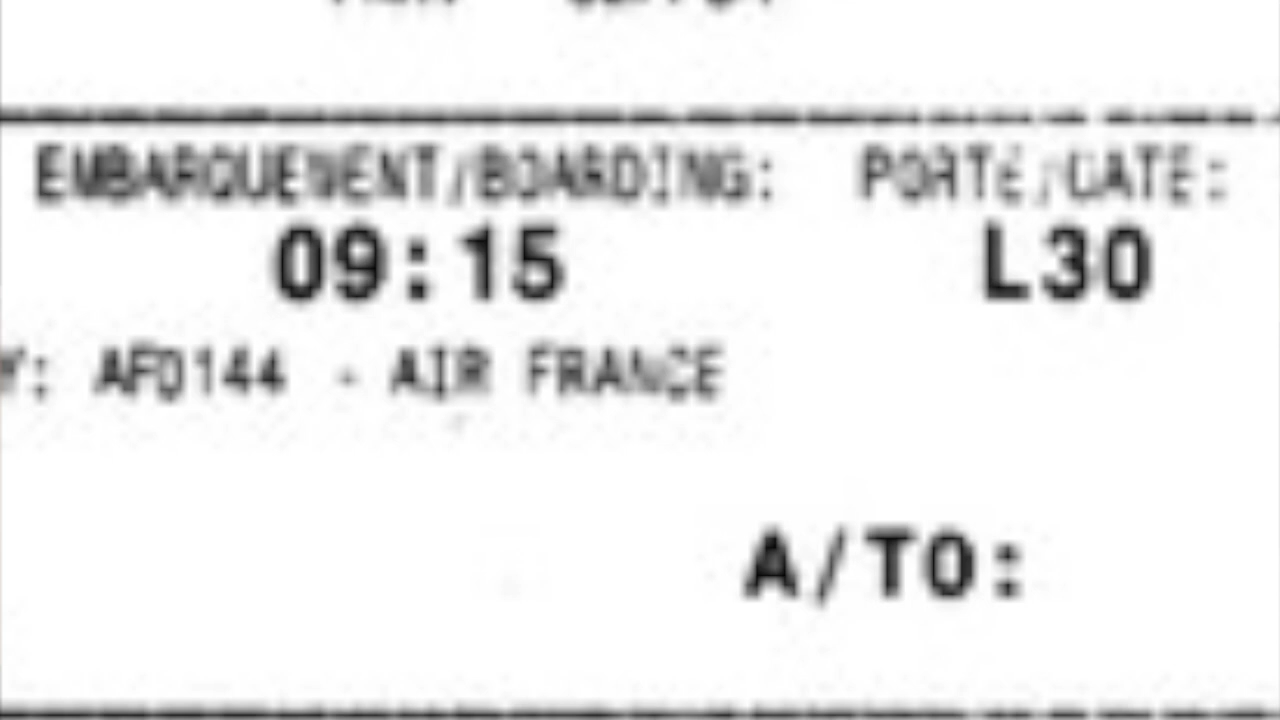 EMBARQUEMENT/BOARDING: PORTE/GATE:
09:15 L30
Y: AF0144 - AIR FRANCE
A/TO: